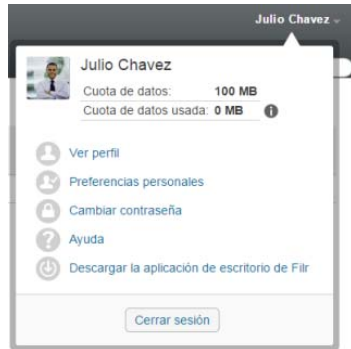 Julio Chavez
Julio Chavez
Cuota de datos: 100 MB
Cuota de datos usada: 0 MB
Ver perfil
Preferencias personales
Cambiar contraseña
Ayuda
Descargar la aplicación de escritorio de Filr
Cerrar sesión